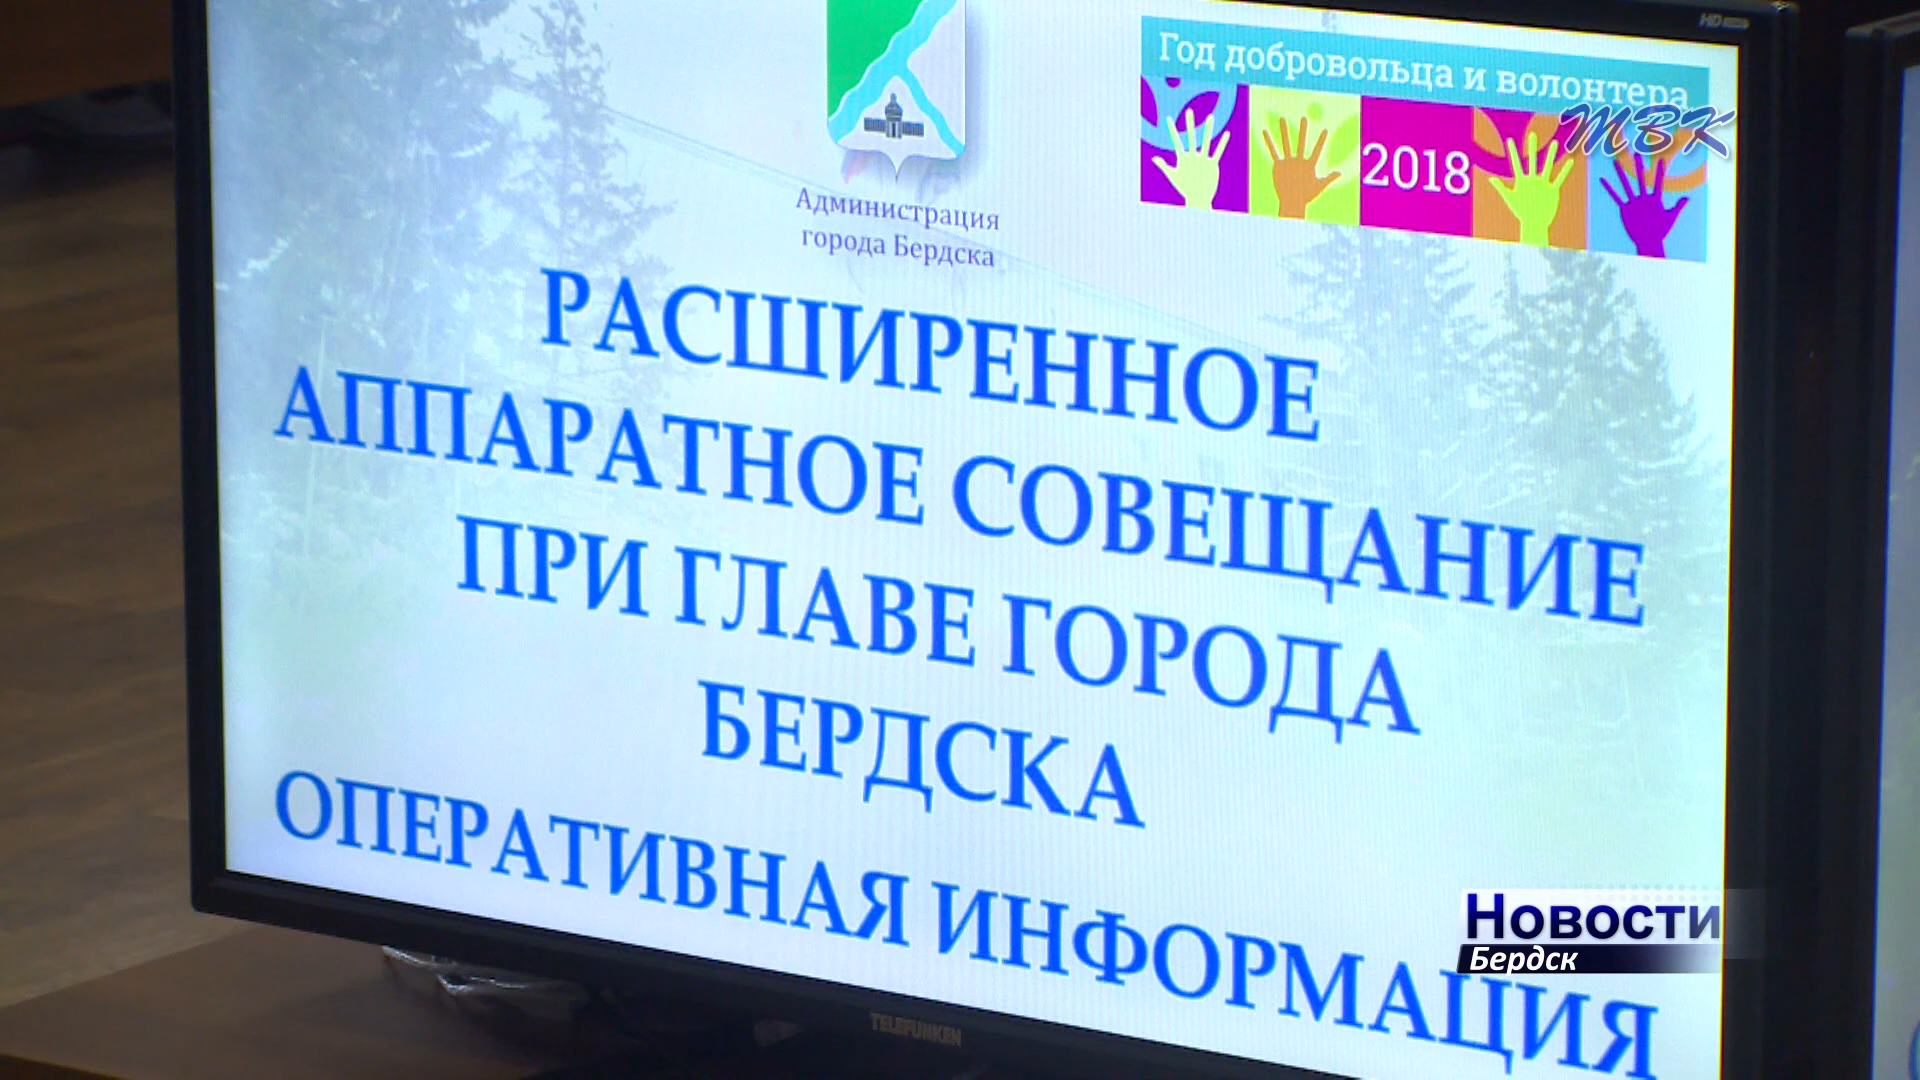 HD
Год добровольца и волонтера
ТВК
2018
Администрация
города Бердска
РАСШИРЕННОЕ
АППАРАТНОЕ СОВЕЩАНИЕ
ПРИ ГЛАВЕ ГОРОДА
БЕРДСКА
ОПЕРАТИВНАЯ ИНФОРМАЦИЯ
Новости
Бердск
TELEFUNKEN